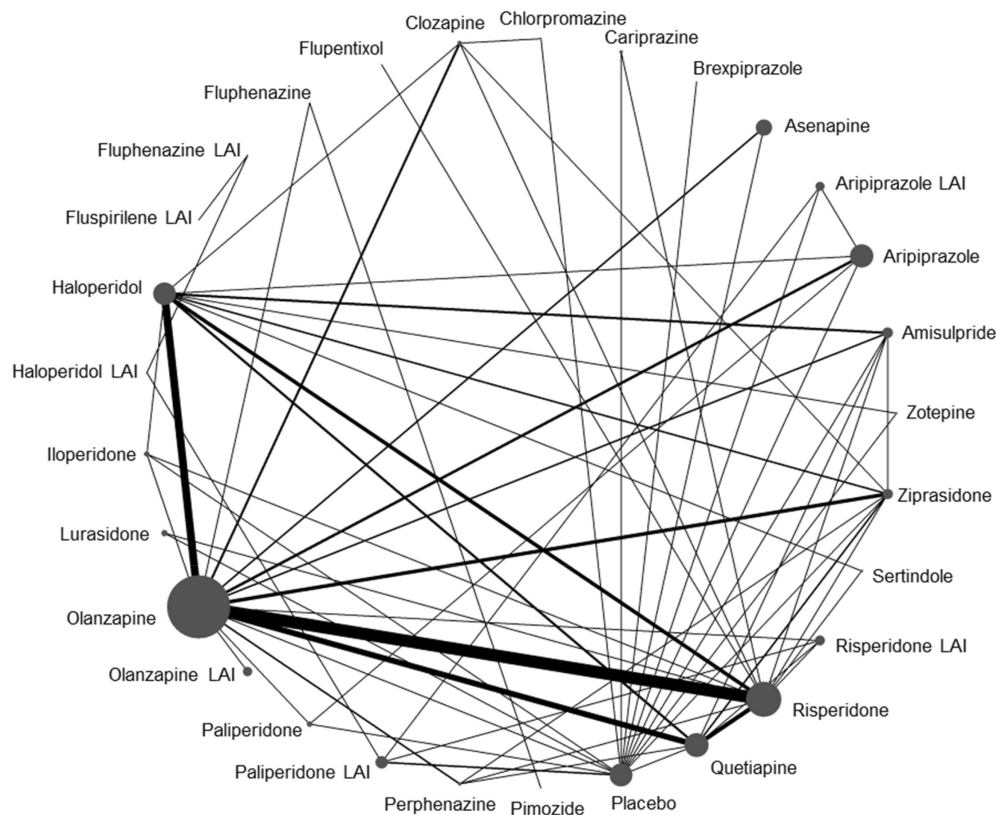 Clozapine
Chlorpromazine
Cariprazine
Flupentixol
Brexpiprazole
Fluphenazine
Asenapine
Fluphenazine LAI
Aripiprazole LAI
Fluspirilene LAI
Aripiprazole
Haloperidol
Amisulpride
Haloperidol LAI
Zotepine
Iloperidone
Ziprasidone
Lurasidone
Sertindole
Olanzapine
Risperidone LAI
Olanzapine LAI
Risperidone
Paliperidone
Quetiapine
Paliperidone LAI
Perphenazine
Pimozide
Placebo